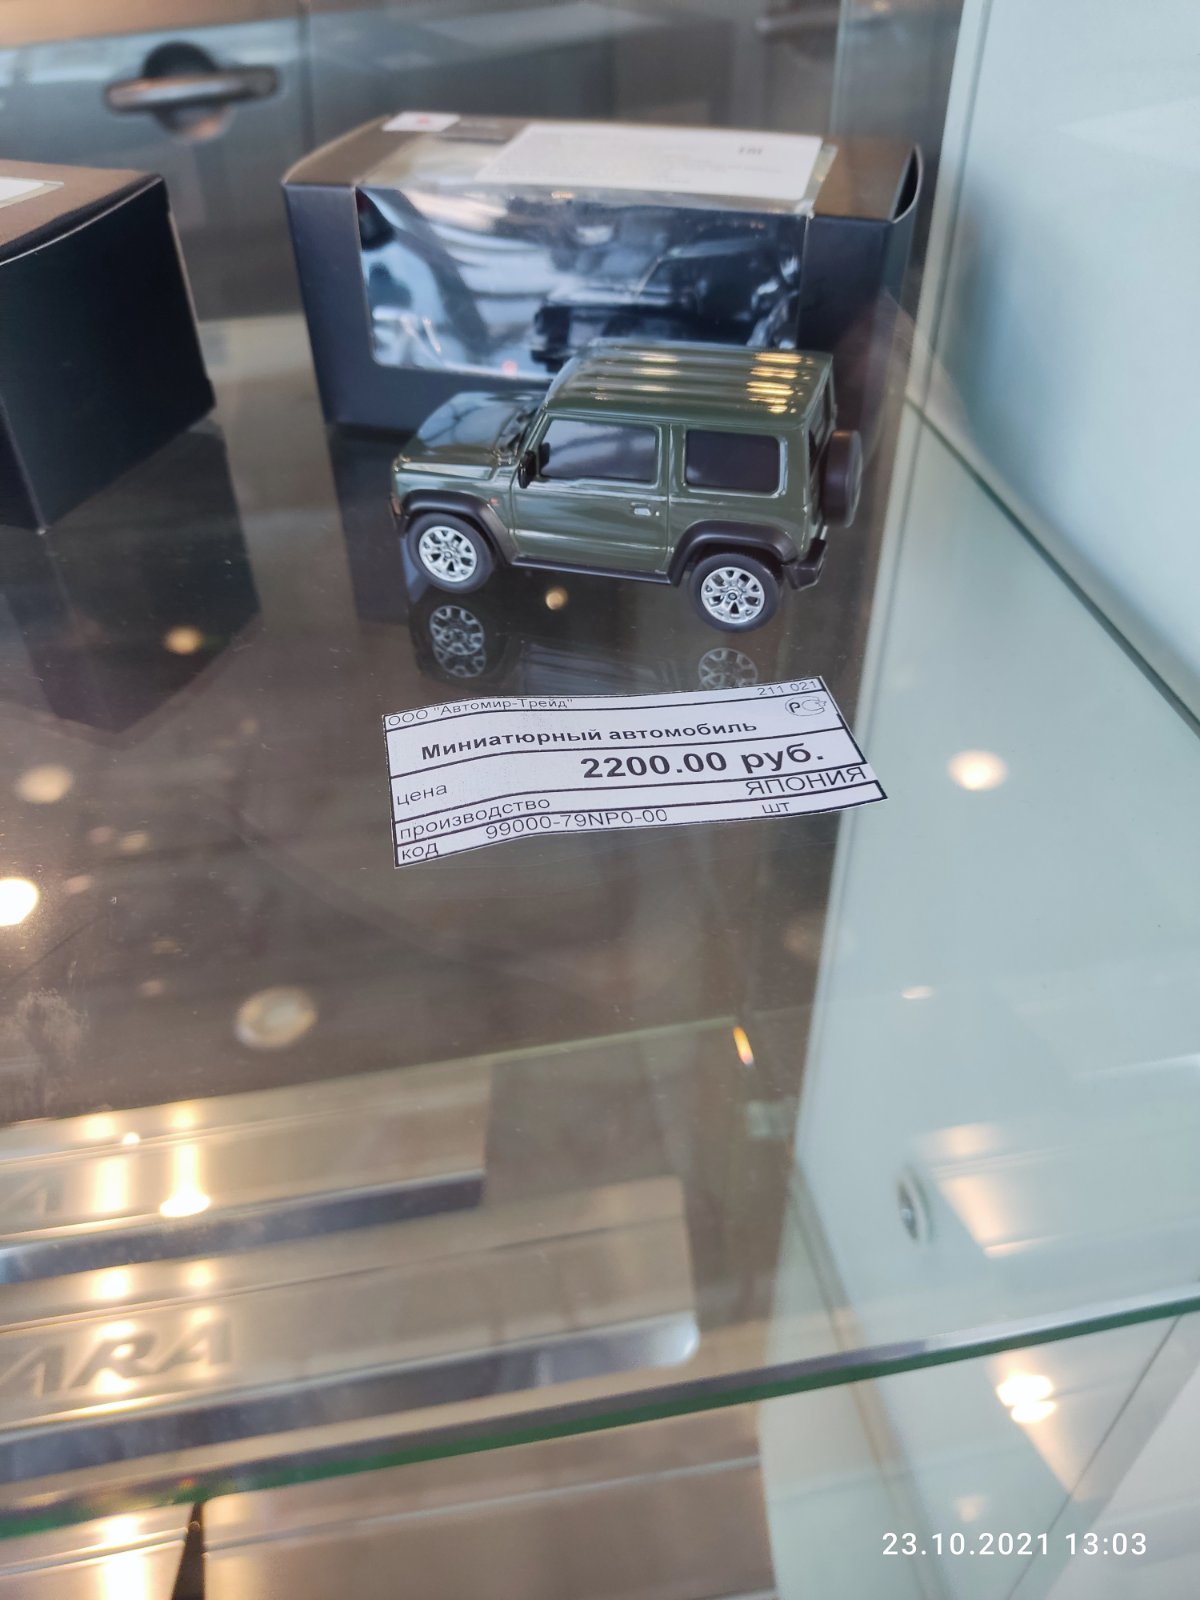 ООО "Автомир-Трейд" 211 021
Миниатюрный автомобиль
цена 2200.00 руб.
производство ЯПОНИЯ
код 99000-79NP0-00 шт
ARA
23.10.2021 13:03